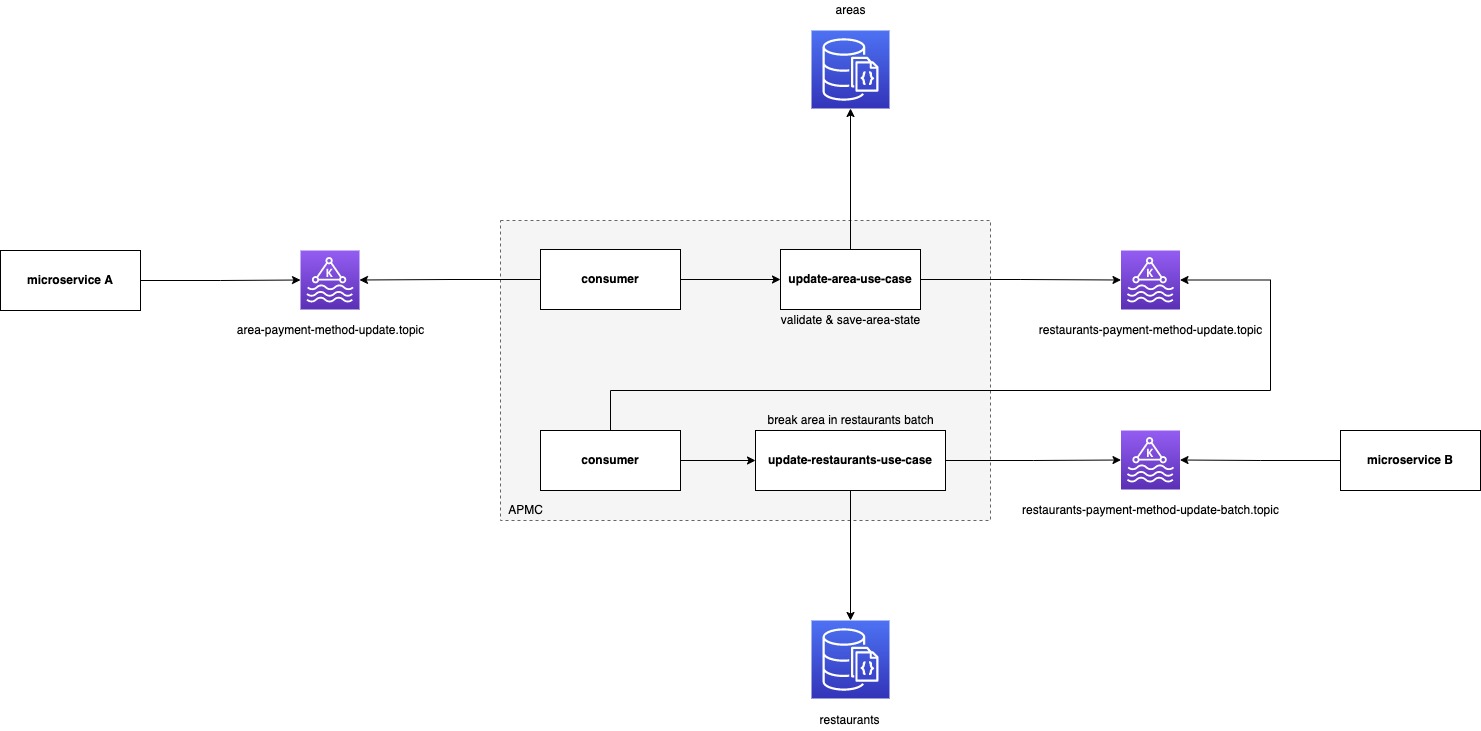 areas
microservice A
consumer
update-area-use-case
K
K
validate & save-area-state
area-payment-method-update.topic
restaurants-payment-method-update.topic
break area in restaurants batch
consumer
update-restaurants-use-case
K
microservice B
APMC
restaurants-payment-method-update-batch.topic
restaurants